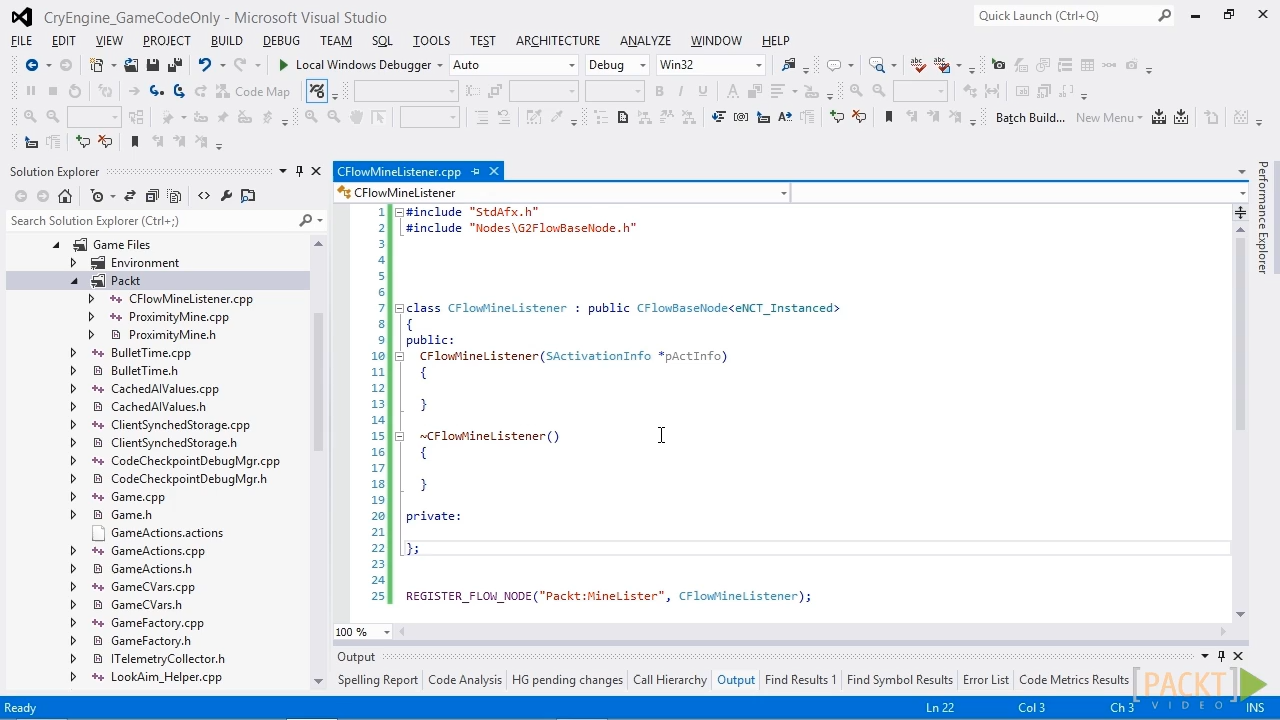 CryEngine_GameCodeOnly - Microsoft Visual Studio
Quick Launch (Ctrl+Q)
FILE EDIT VIEW PROJECT BUILD DEBUG TEAM SQL TOOLS TEST ARCHITECTURE ANALYZE WINDOW HELP
Local Windows Debugger Auto Debug Win32
Code Map
Batch Build... New Menu
Solution Explorer
Search Solution Explorer (Ctrl+;)
Game Files
Environment
Packt
CFlowMineListener.cpp
ProximityMine.cpp
ProximityMine.h
BulletTime.cpp
BulletTime.h
CachedAIValues.cpp
CachedAIValues.h
ClientSynchedStorage.cpp
ClientSynchedStorage.h
CodeCheckpointDebugMgr.cpp
CodeCheckpointDebugMgr.h
Game.cpp
Game.h
GameActions.actions
GameActions.cpp
GameActions.h
GameCVars.cpp
GameCVars.h
GameFactory.cpp
GameFactory.h
ITelemetryCollector.h
LookAim_Helper.cpp
CFlowMineListener.cpp
CFlowMineListener
1 #include "StdAfx.h"
2 #include "Nodes\G2FlowBaseNode.h"
3
4
5
6
7 class CFlowMineListener : public CFlowBaseNode<eNCT_Instanced>
8 {
9 public:
10 CFlowMineListener(SActivationInfo *pActInfo)
11 {
12
13 }
14
15 ~CFlowMineListener()
16 {
17
18 }
19
20 private:
21
22 };
23
24
25 REGISTER_FLOW_NODE("Packt:MineLister", CFlowMineListener);
100 %
Output
Spelling Report Code Analysis HG pending changes Call Hierarchy Output Find Results 1 Find Symbol Results Error List Code Metrics Results
Performance Explorer
[PACKT]
VIDEO
Ready Ln 22 Col 3 Ch 3 INS